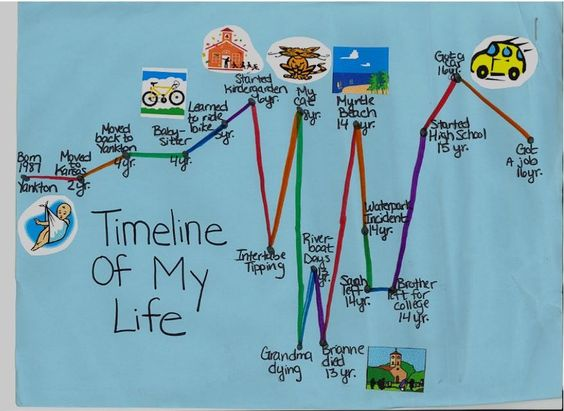 Born
1987
Yankton
Moved
to
Kansas
2 yr.
Moved
back to
Yankton
4 yr.
Baby-
sitter
4 yr.
Learned
to ride
bike
5 yr.
Started
Kindergarden
6 yr.
Intertube
Tipping
My
Cat
8 yr.
Grandma
dying
River-
boat
Days
13
yr.
Brianne
died
13 yr.
Myrtle
Beach
14 yr.
Waterpark
Incident
14 yr.
Sarah
left
14 yr.
Brother
left for
college
14 yr.
Started
High School
15 yr.
Got a
Car
16 yr.
Got
A job
16 yr.
Timeline
Of My
Life